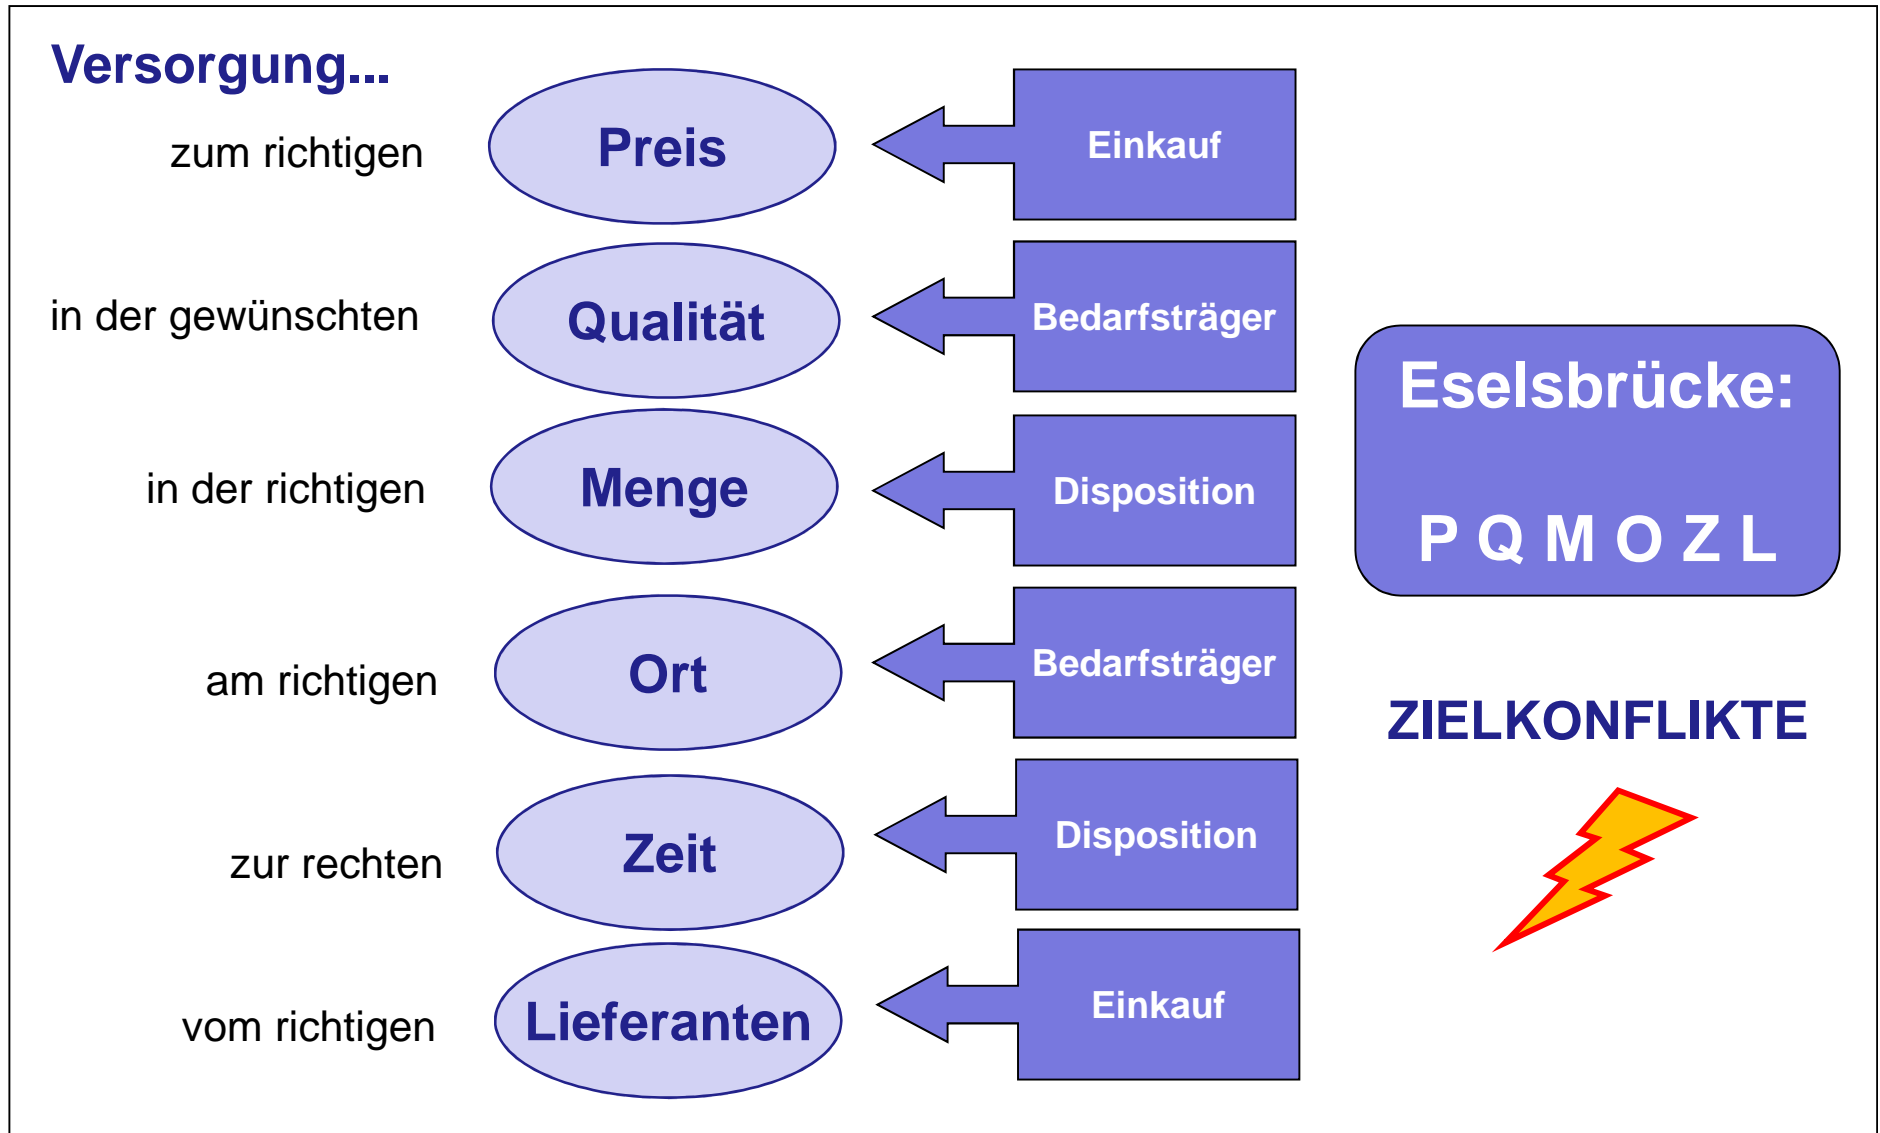 Versorgung...
zum richtigen Preis Einkauf
in der gewünschten Qualität Bedarfsträger
in der richtigen Menge Disposition
am richtigen Ort Bedarfsträger
zur rechten Zeit Disposition
vom richtigen Lieferanten Einkauf
Eselsbrücke:
P Q M O Z L
ZIELKONFLIKTE